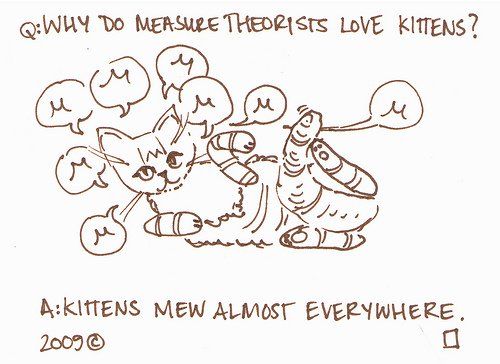 Q: WHY DO MEASURE THEORISTS LOVE KITTENS?
μ
μ
μ
μ
μ
μ
μ
μ
A: KITTENS MEW ALMOST EVERYWHERE.
2009©